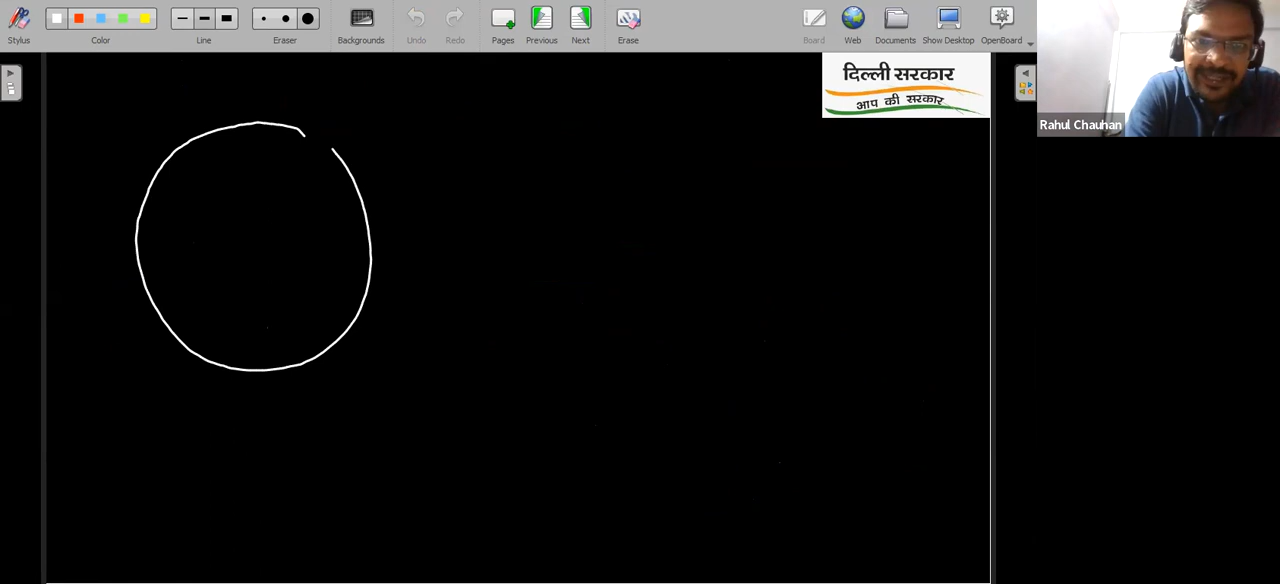 Stylus
Color
Line
Eraser
Backgrounds
Undo
Redo
Pages
Previous
Next
Erase
Board
Web
Documents
Show Desktop
OpenBoard
दिल्ली सरकार
आप की सरकार
Rahul Chauhan